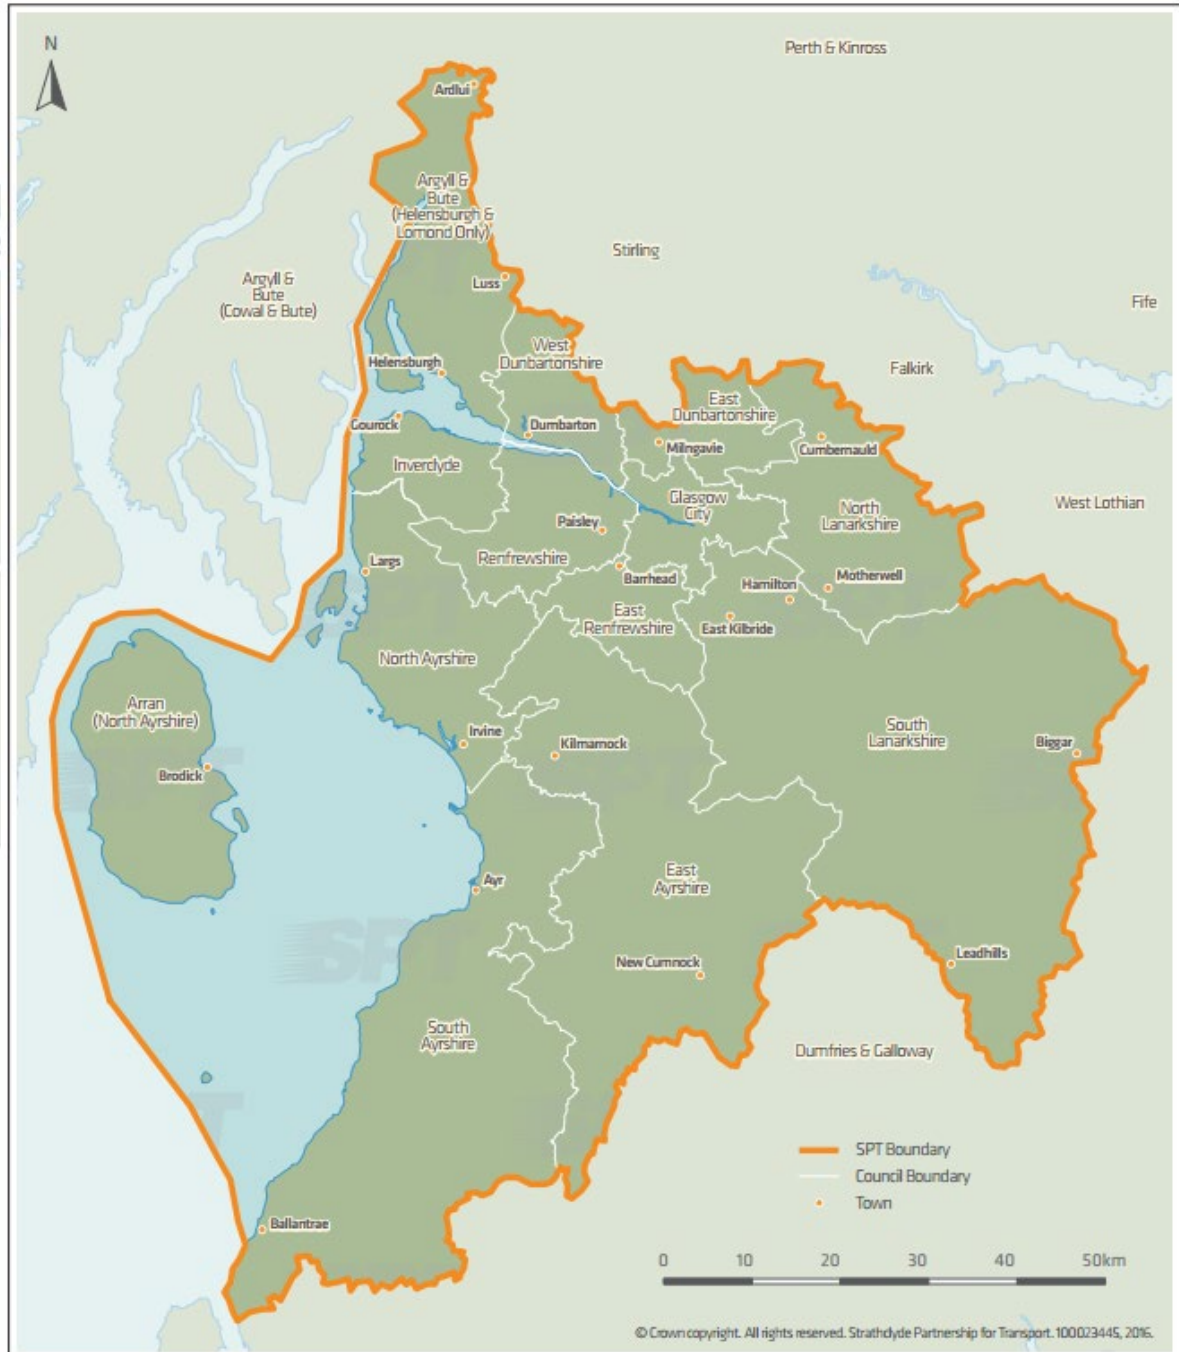 N
Perth & Kinross
Ardlui
Argyll &
Bute
(Helensburgh &
Lomond Only)
Stirling
Argyll &
Bute
(Cowal & Bute)
Luss
Fife
West
Dunbartonshire
Helensburgh
Falkirk
East
Dunbartonshire
Gourock
Dumbarton
Milngavie
Cumbernauld
Inverclyde
Glasgow
City
North
Lanarkshire
West Lothian
Paisley
Renfrewshire
Largs
Barrhead
Hamilton
Motherwell
East
Renfrewshire
East Kilbride
North Ayrshire
Arran
(North Ayrshire)
Irvine
Kilmarnock
South
Lanarkshire
Biggar
Brodick
SPT
East
Ayrshire
Ayr
SPT
New Cumnock
Leadhills
South
Ayrshire
Dumfries & Galloway
SPT Boundary
Council Boundary
Town
Ballantrae
0 10 20 30 40 50km
© Crown copyright. All rights reserved. Strathclyde Partnership for Transport. 100023445, 2016.